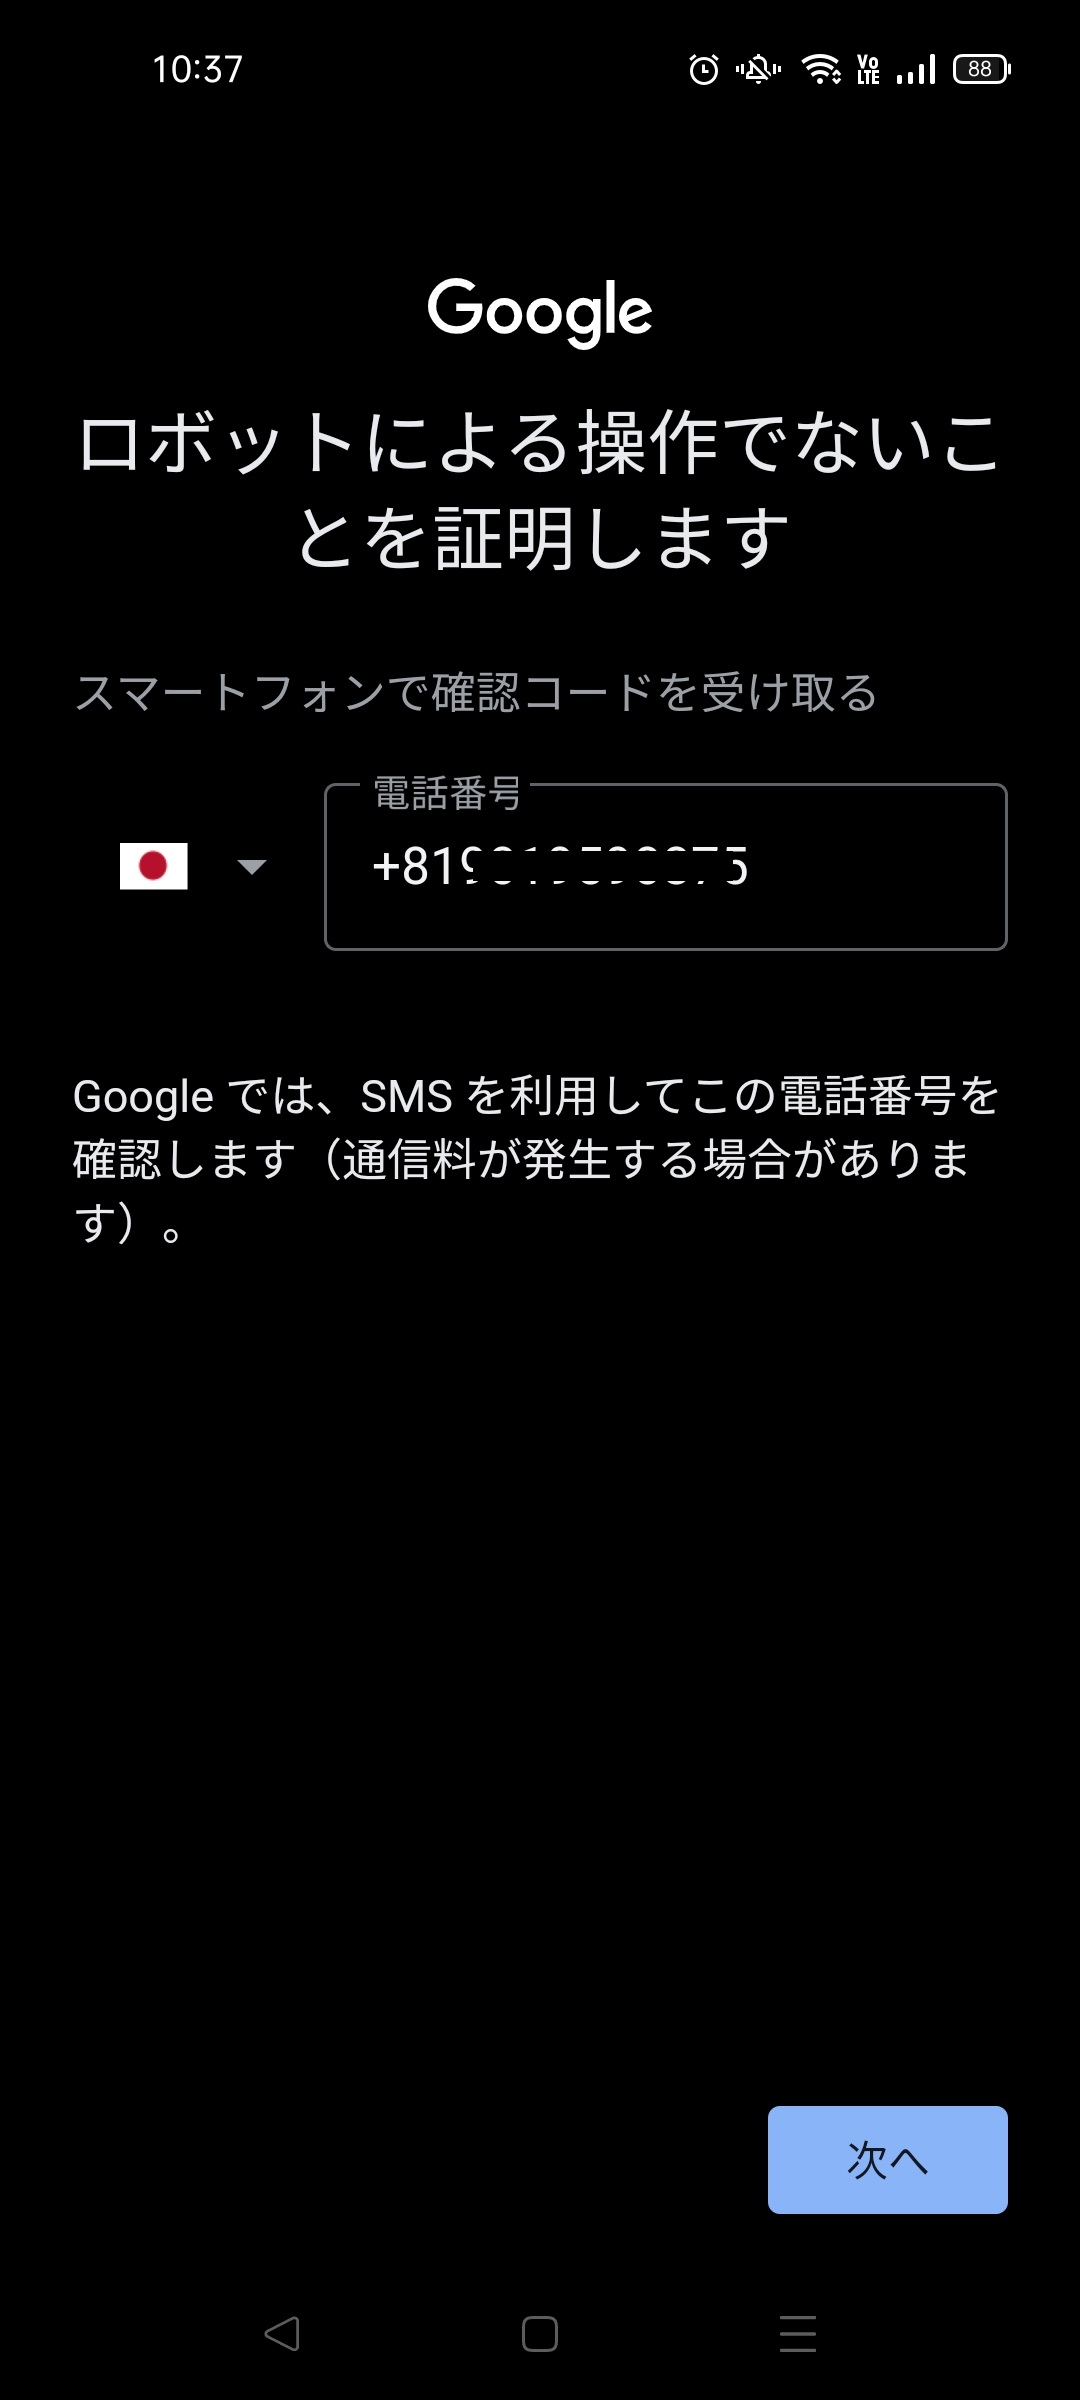 10:37
Vo
LTE
88
Google
ロボットによる操作でないこ
とを証明します
スマートフォンで確認コードを受け取る
電話番号
+819
Google では、SMS を利用してこの電話番号を
確認します（通信料が発生する場合がありま
す）。
次へ